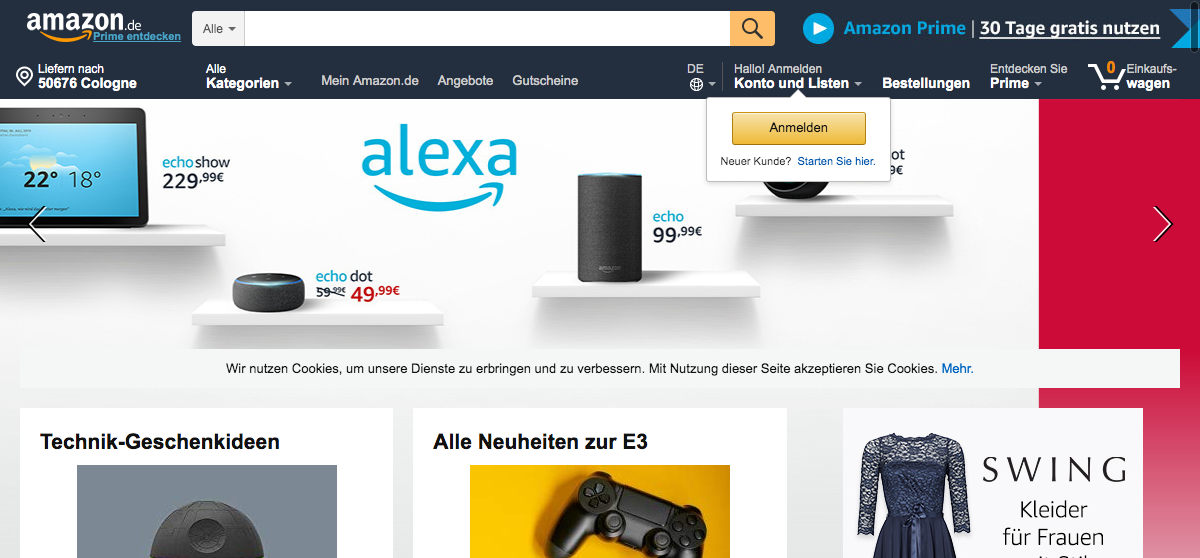 amazon.de
Prime entdecken
Alle
Amazon Prime | 30 Tage gratis nutzen
Liefern nach
50676 Cologne
Alle
Kategorien
Mein Amazon.de
Angebote
Gutscheine
DE
Hallo! Anmelden
Konto und Listen
Bestellungen
Entdecken Sie
Prime
0
Einkaufs-
wagen
Anmelden
Neuer Kunde? Starten Sie hier.
alexa
echo show
229,99€
22° 18°
echo dot
59,99€ 49,99€
echo
99,99€
amazon
ot
9€
Wir nutzen Cookies, um unsere Dienste zu erbringen und zu verbessern. Mit Nutzung dieser Seite akzeptieren Sie Cookies. Mehr.
Technik-Geschenkideen
Alle Neuheiten zur E3
SWING
Kleider
für Frauen